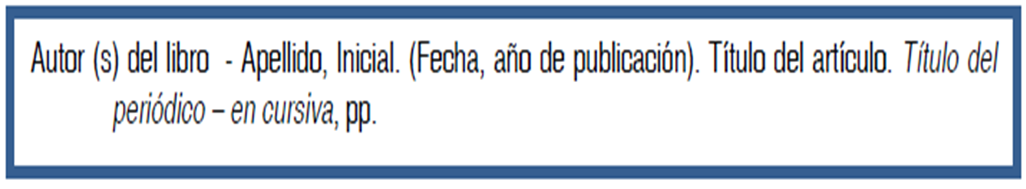 Autor (s) del libro - Apellido, Inicial. (Fecha, año de publicación). Título del artículo. Título del
periódico – en cursiva, pp.